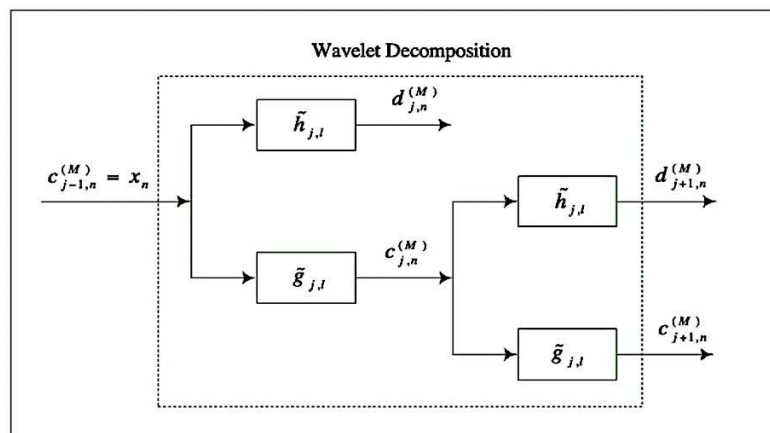 Wavelet Decomposition
d_{j,n}^{(M)}
h̃_{j,l}
c_{j-1,n}^{(M)} = x_n
d_{j+1,n}^{(M)}
h̃_{j,l}
c_{j,n}^{(M)}
g̃_{j,l}
c_{j+1,n}^{(M)}
g̃_{j,l}